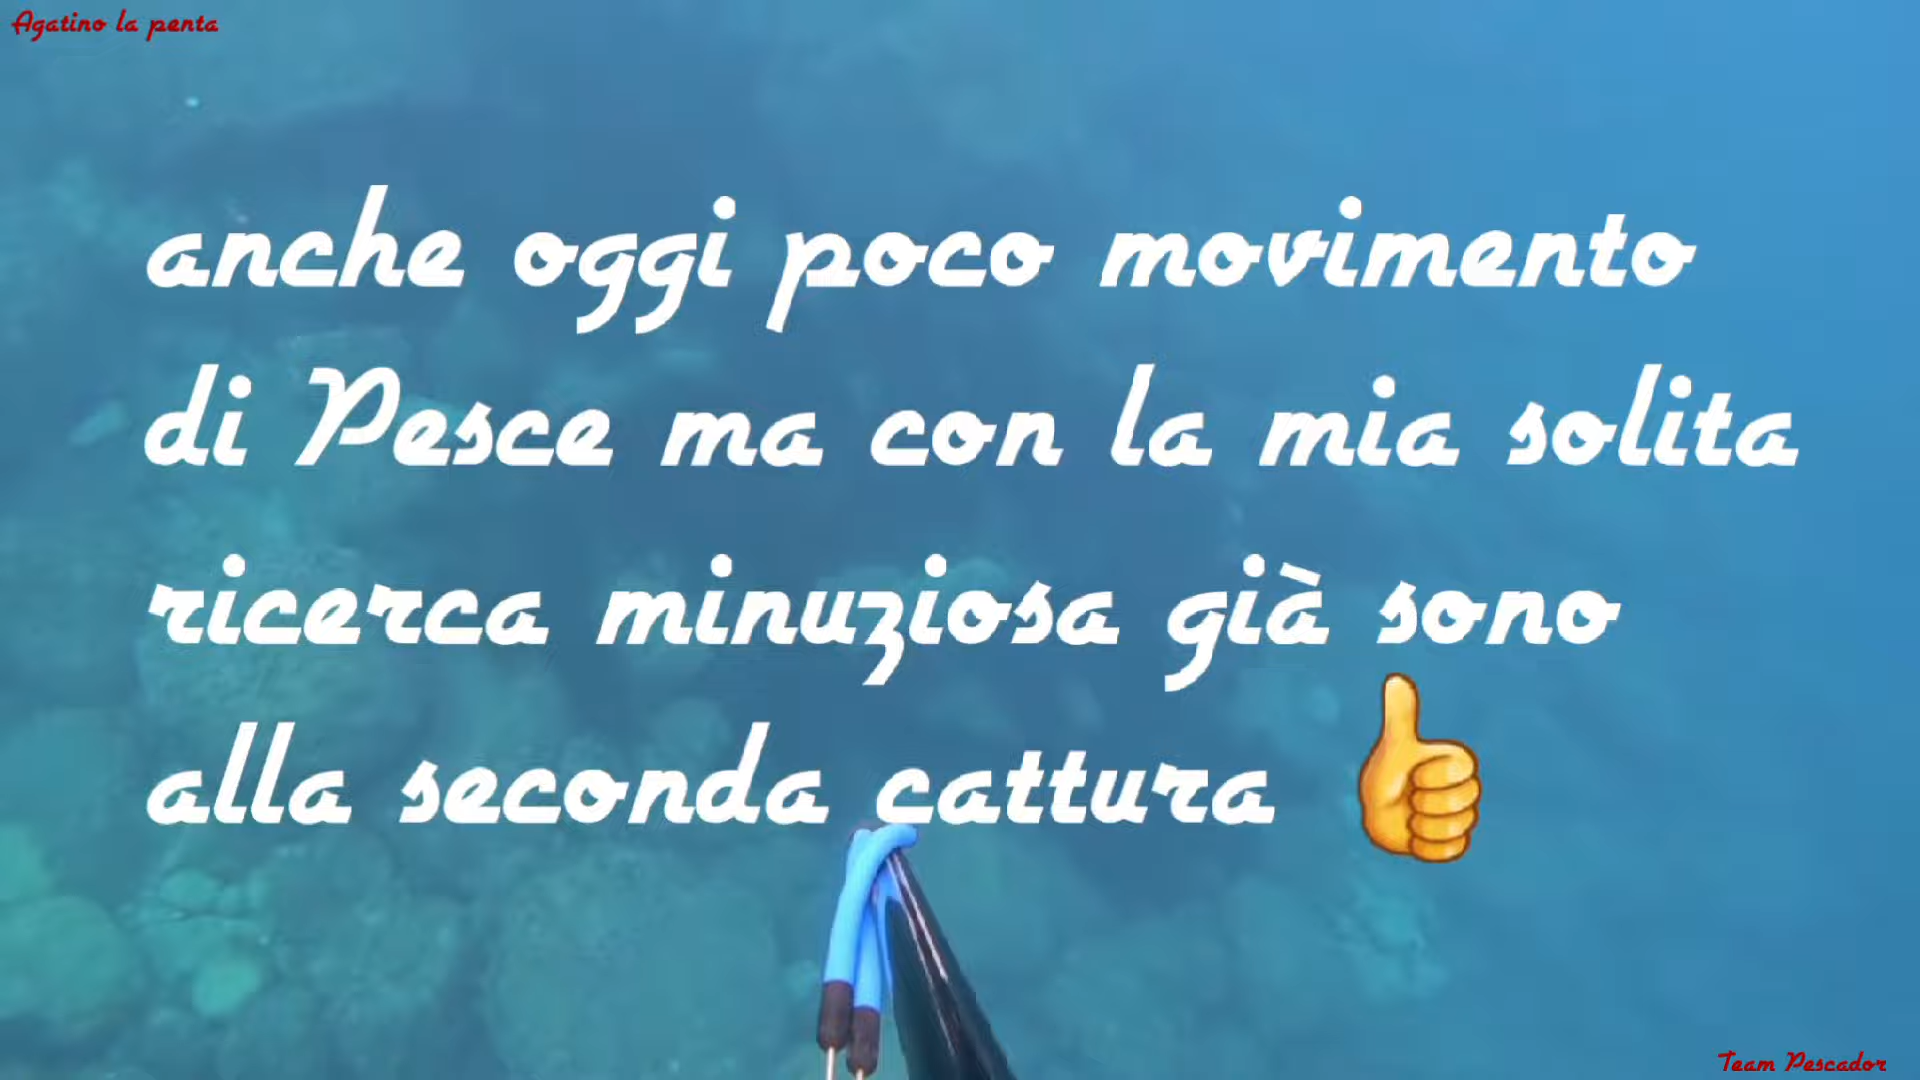 Agatino la penta
anche oggi poco movimento
di Pesce ma con la mia solita
ricerca minuziosa già sono
alla seconda cattura 👍
Team Pescador